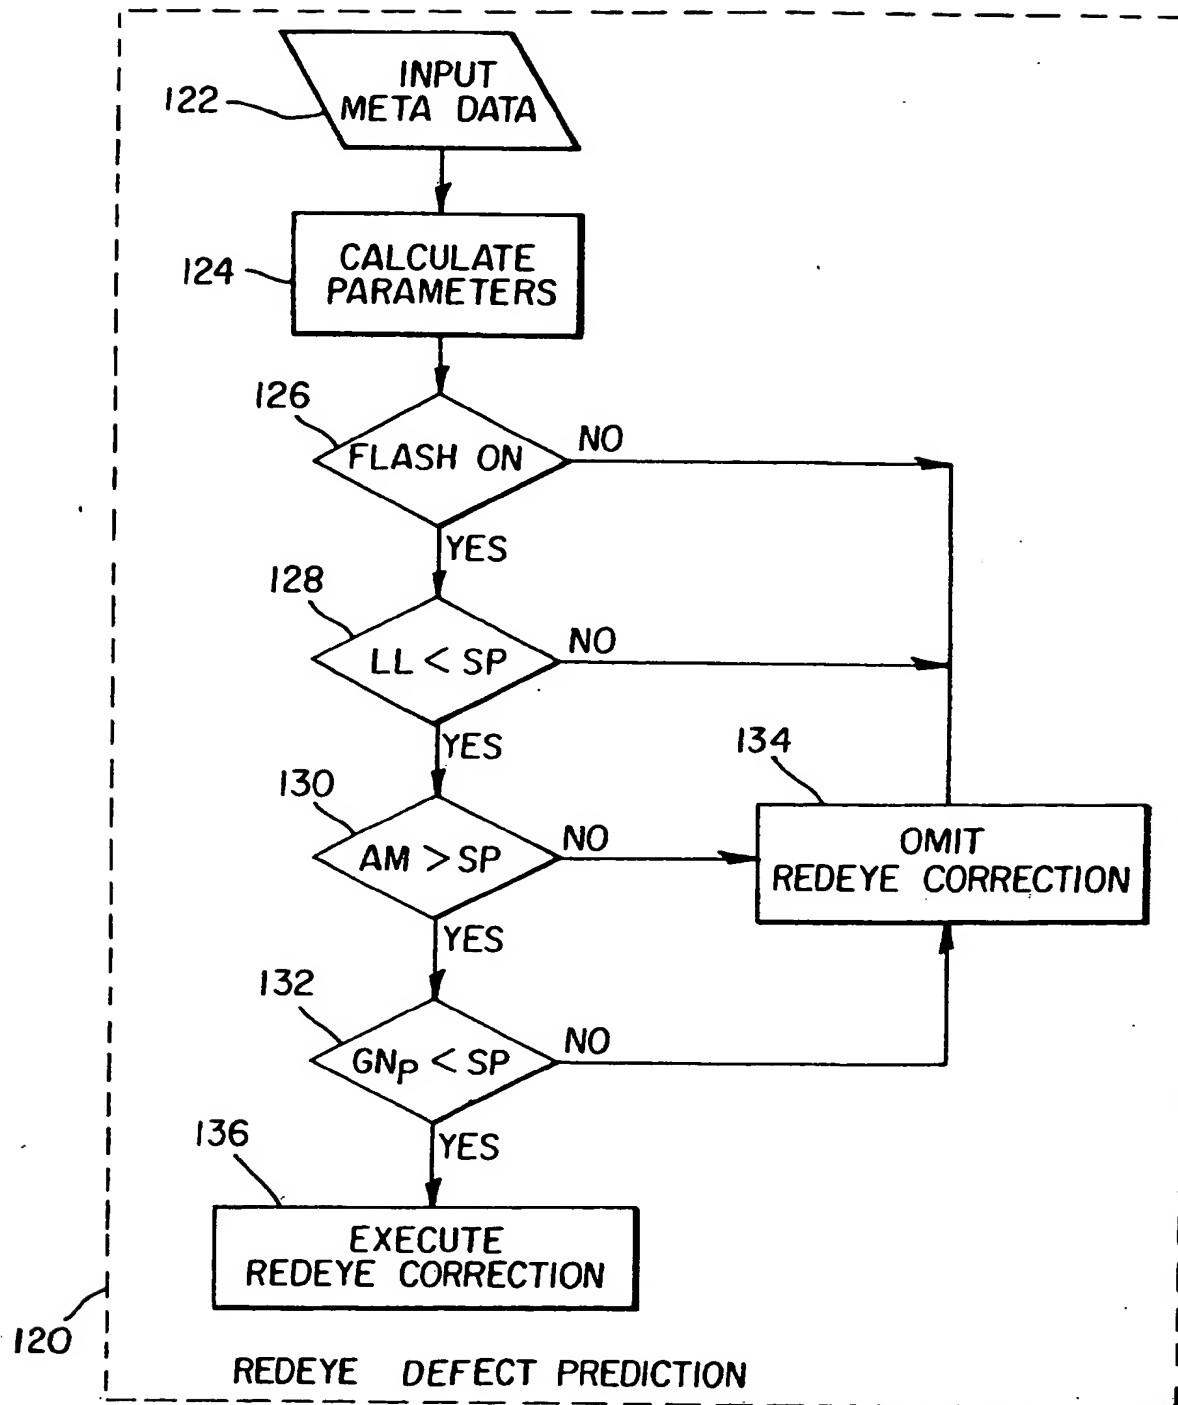 INPUT
META DATA
122
CALCULATE
PARAMETERS
124
126
FLASH ON
NO
YES
128
LL < SP
NO
YES
134
130
AM > SP
NO
OMIT
REDEYE CORRECTION
YES
132
GNP < SP
NO
YES
136
EXECUTE
REDEYE CORRECTION
120
REDEYE DEFECT PREDICTION